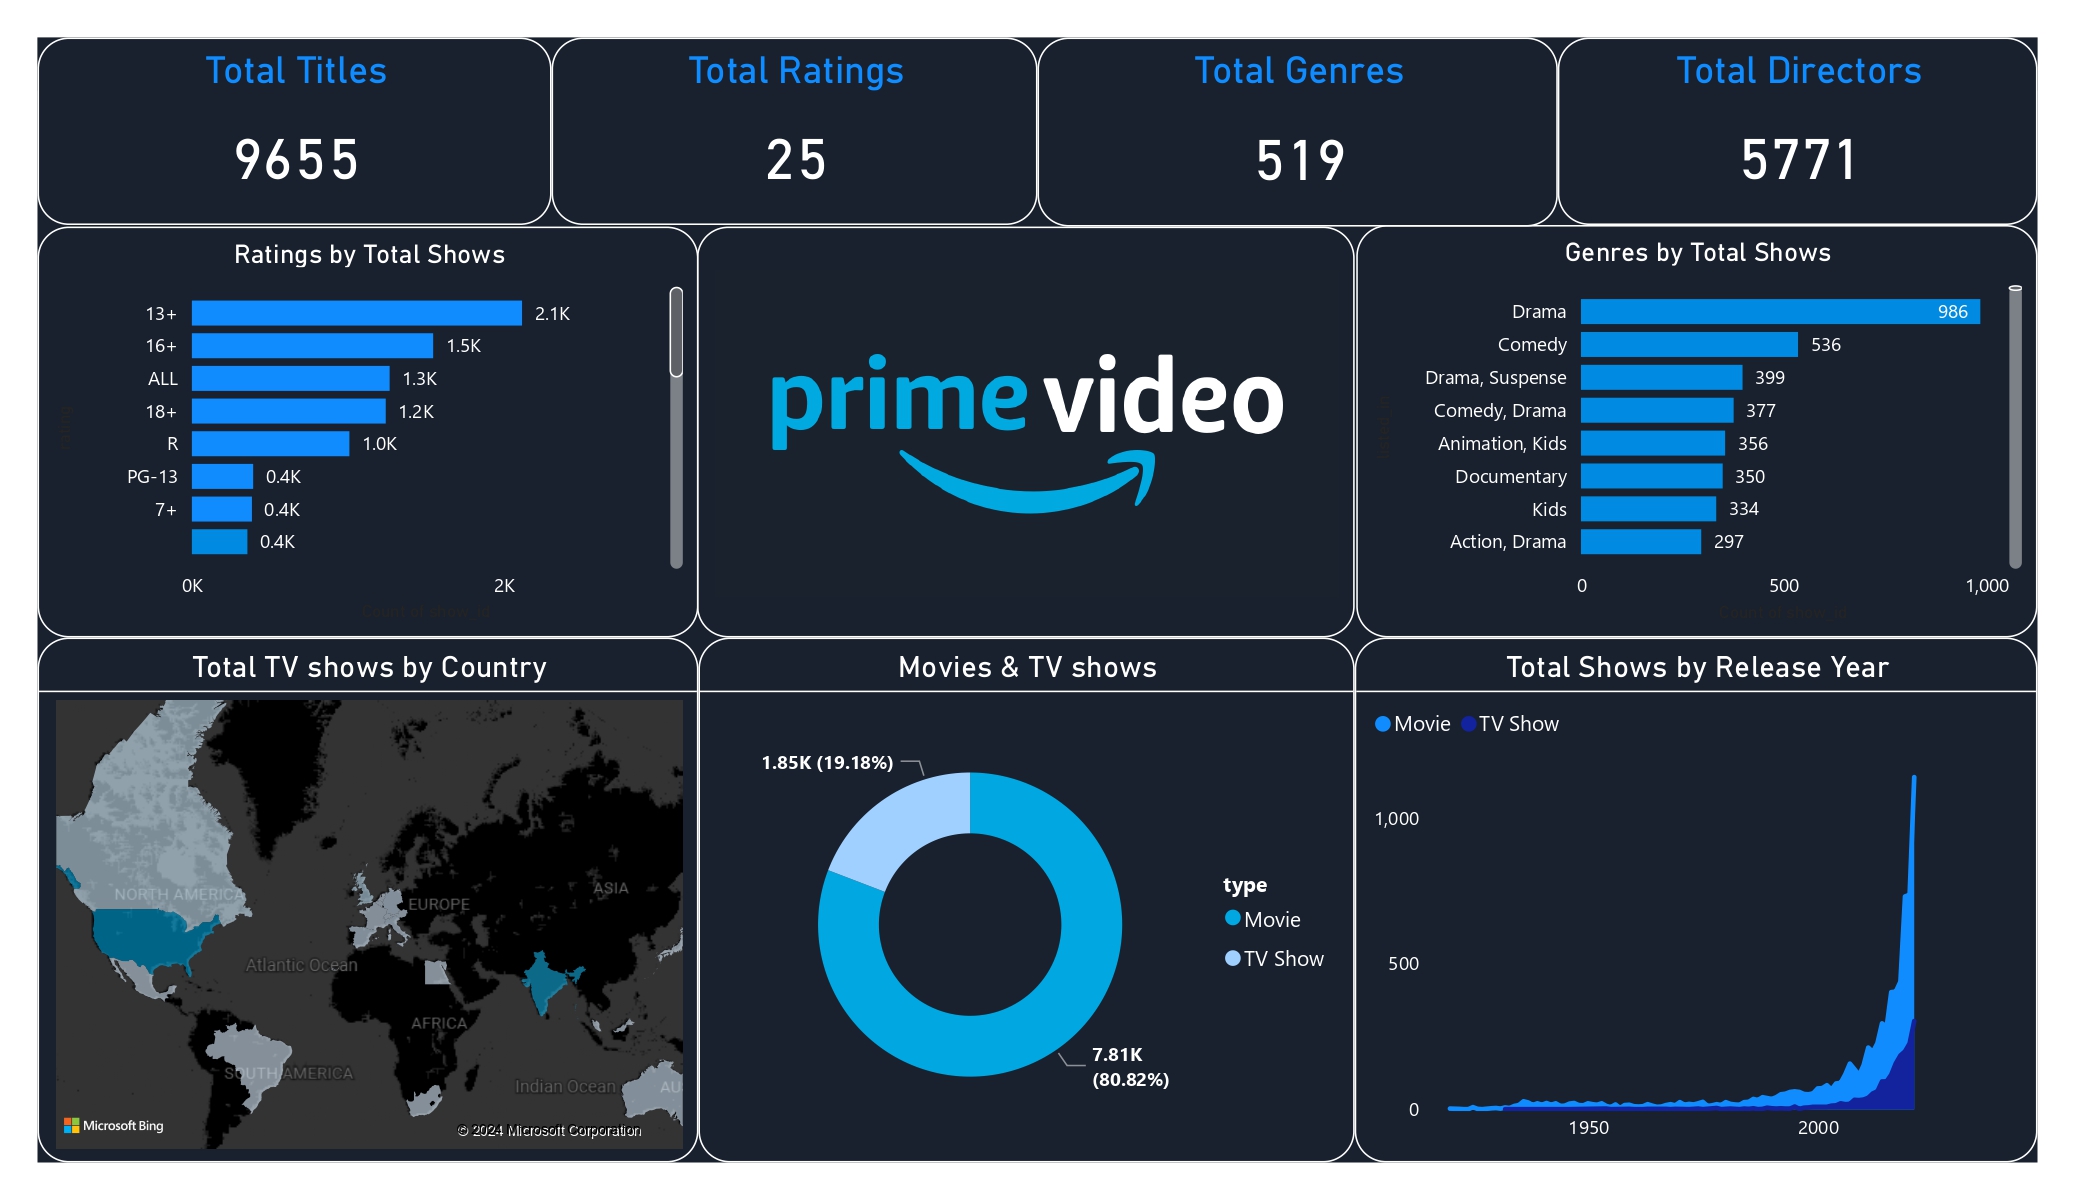 Total Titles
9655
Total Ratings
25
Total Genres
519
Total Directors
5771
Ratings by Total Shows
13+ 2.1K
16+ 1.5K
ALL 1.3K
18+ 1.2K
R 1.0K
PG-13 0.4K
7+ 0.4K
0.4K
0K 2K
prime video
Genres by Total Shows
Drama 986
Comedy 536
Drama, Suspense 399
Comedy, Drama 377
Animation, Kids 356
Documentary 350
Kids 334
Action, Drama 297
0 500 1,000
Total TV shows by Country
NORTH AMERICA
EUROPE
ASIA
Atlantic Ocean
AFRICA
SOUTH AMERICA
Indian Ocean
AU
Microsoft Bing
© 2024 Microsoft Corporation
Movies & TV shows
1.85K (19.18%)
7.81K
(80.82%)
type
Movie
TV Show
Total Shows by Release Year
Movie TV Show
1,000
500
0
1950 2000